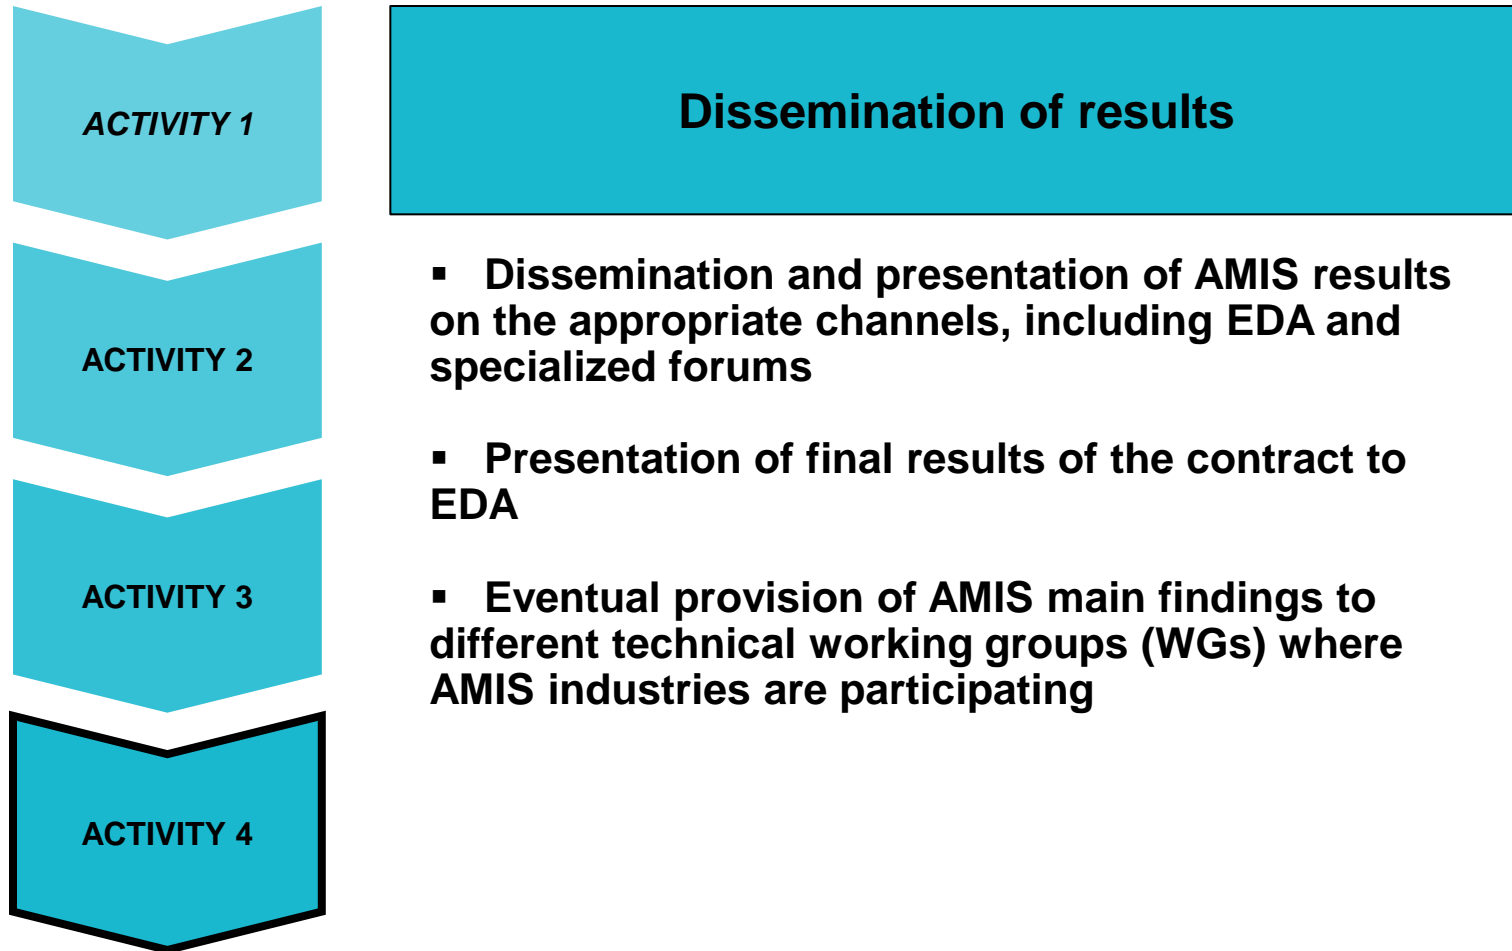 ACTIVITY 1
ACTIVITY 2
ACTIVITY 3
ACTIVITY 4
Dissemination of results
▪ Dissemination and presentation of AMIS results
on the appropriate channels, including EDA and
specialized forums
▪ Presentation of final results of the contract to
EDA
▪ Eventual provision of AMIS main findings to
different technical working groups (WGs) where
AMIS industries are participating